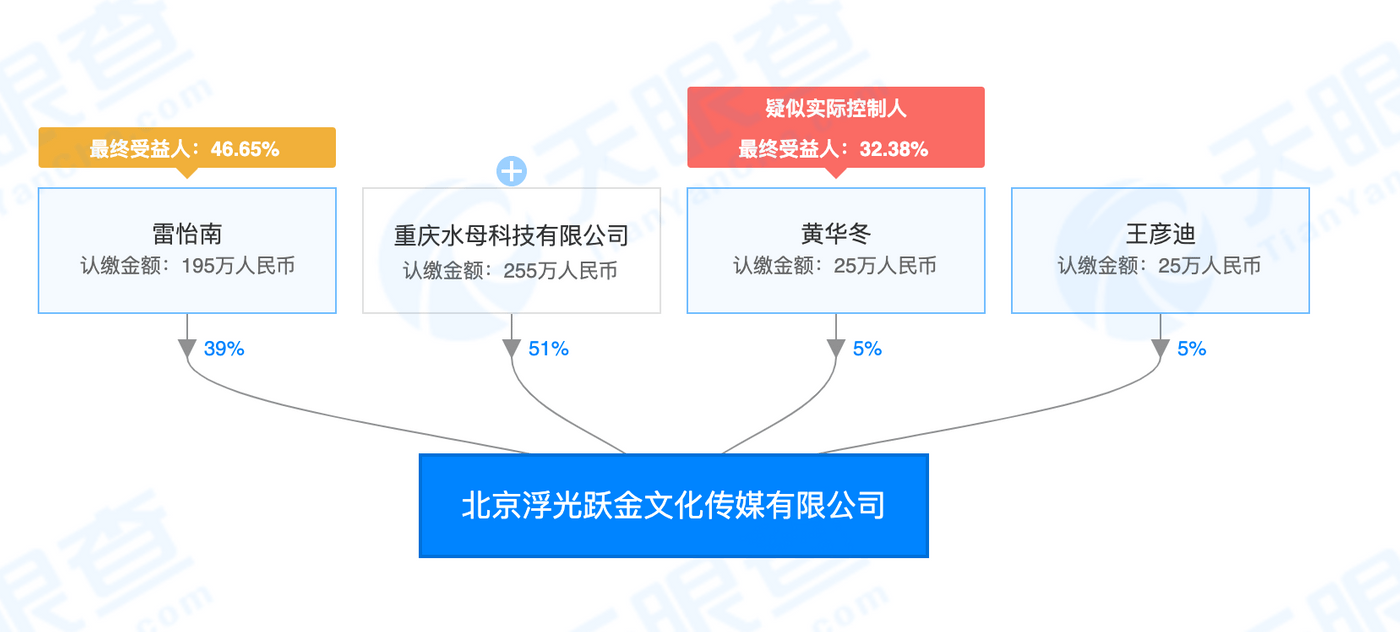 疑似实际控制人
最终受益人：46.65%
最终受益人：32.38%
雷怡南
认缴金额：195万人民币
重庆水母科技有限公司
认缴金额：255万人民币
黄华冬
认缴金额：25万人民币
王彦迪
认缴金额：25万人民币
39%
51%
5%
5%
北京浮光跃金文化传媒有限公司
天眼查
TianYanCha.com